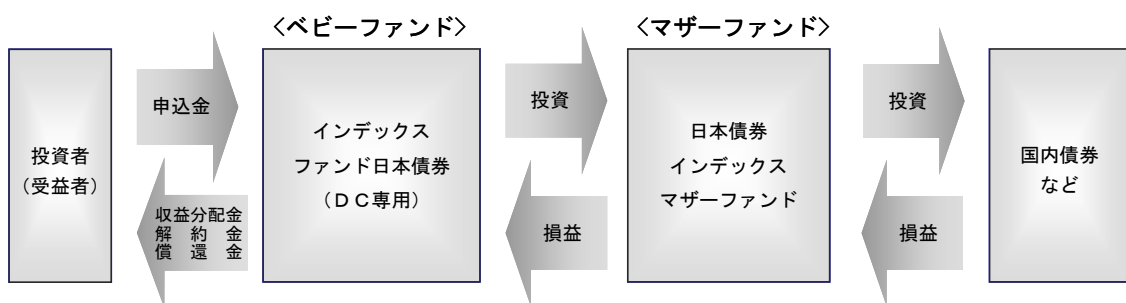 〈ベビーファンド〉
〈マザーファンド〉
投資者
（受益者）
申込金
収益分配金
解約金
償還金
インデックス
ファンド日本債券
（ＤＣ専用）
投資
損益
日本債券
インデックス
マザーファンド
投資
損益
国内債券
など